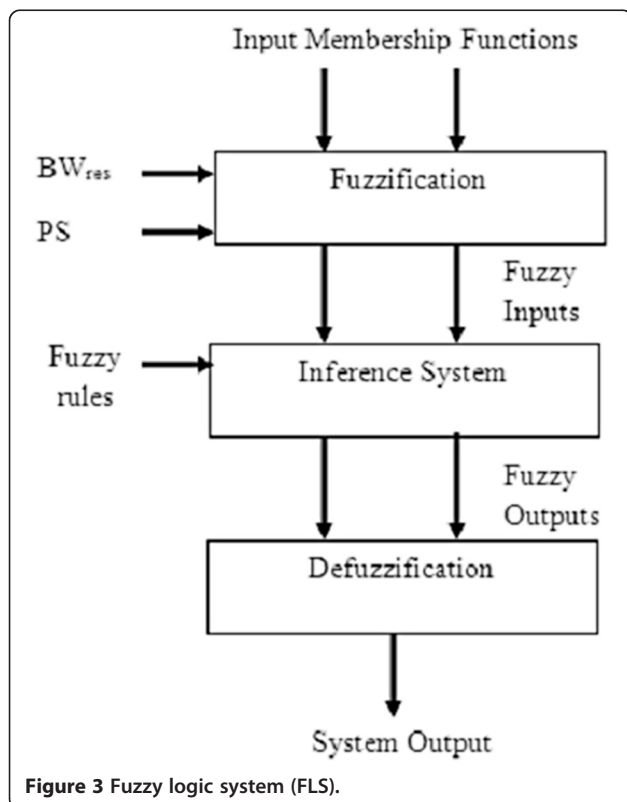 Input Membership Functions
BWres
Fuzzification
PS
Fuzzy
Inputs
Fuzzy
rules
Inference System
Fuzzy
Outputs
Defuzzification
System Output
Figure 3 Fuzzy logic system (FLS).